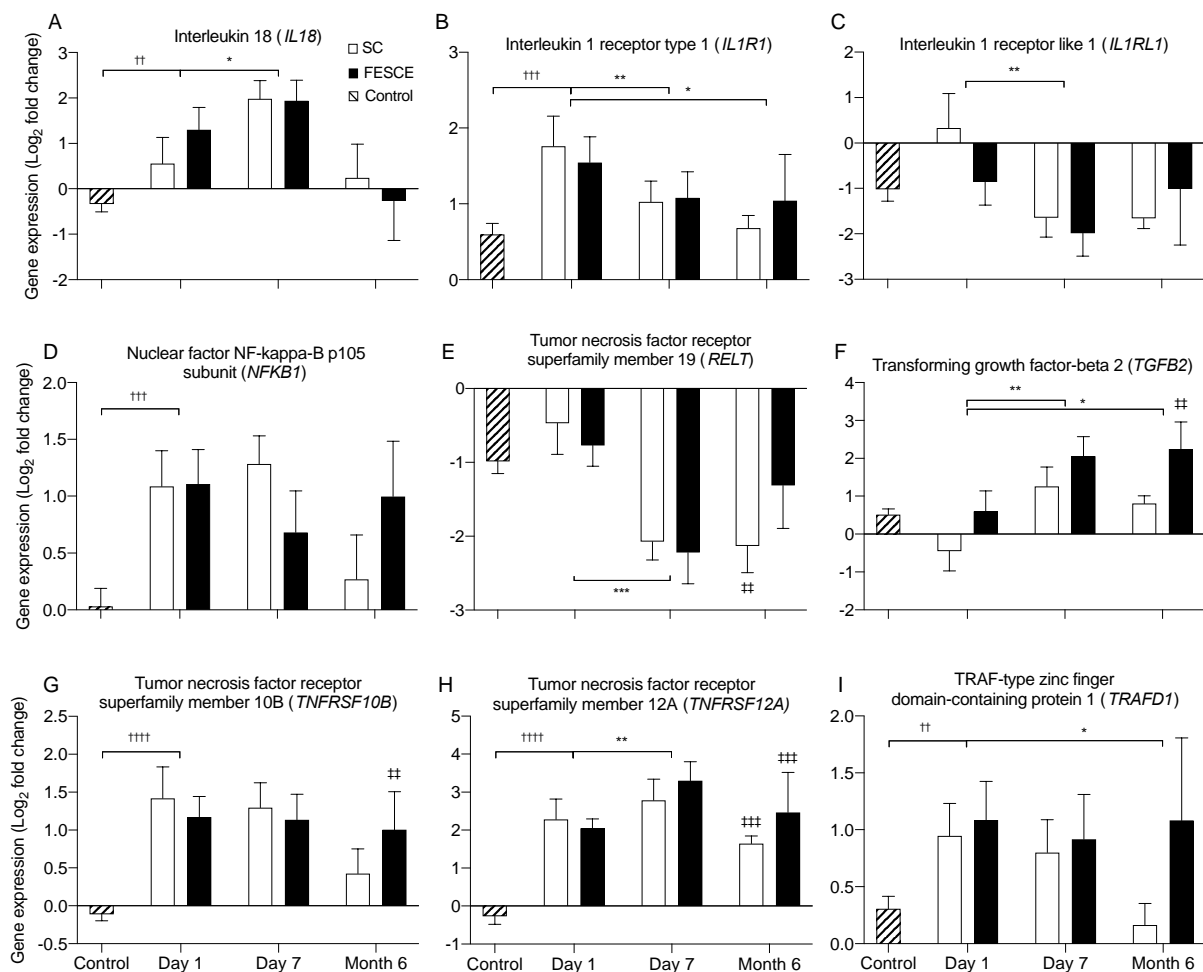 A
Interleukin 18 (IL18)
SC
FESCE
Control
††
*
3
2
1
0
-1
-2
Gene expression (Log2 fold change)
B
Interleukin 1 receptor type 1 (IL1R1)
†††
**
*
3
2
1
0
C
Interleukin 1 receptor like 1 (IL1RL1)
**
2
1
0
-1
-2
-3
D
Nuclear factor NF-kappa-B p105
subunit (NFKB1)
†††
2.0
1.5
1.0
0.5
0.0
Gene expression (Log2 fold change)
E
Tumor necrosis factor receptor
superfamily member 19 (RELT)
0
-1
-2
-3
***
‡‡
F
Transforming growth factor-beta 2 (TGFB2)
**
*
‡‡
4
3
2
1
0
-1
-2
G
Tumor necrosis factor receptor
superfamily member 10B (TNFRSF10B)
††††
‡‡
2.5
2.0
1.5
1.0
0.5
0.0
-0.5
Gene expression (Log2 fold change)
Control Day 1 Day 7 Month 6
H
Tumor necrosis factor receptor
superfamily member 12A (TNFRSF12A)
††††
**
‡‡‡
‡‡‡
5
4
3
2
1
0
-1
Control Day 1 Day 7 Month 6
I
TRAF-type zinc finger
domain-containing protein 1 (TRAFD1)
††
*
2.0
1.5
1.0
0.5
0.0
Control Day 1 Day 7 Month 6